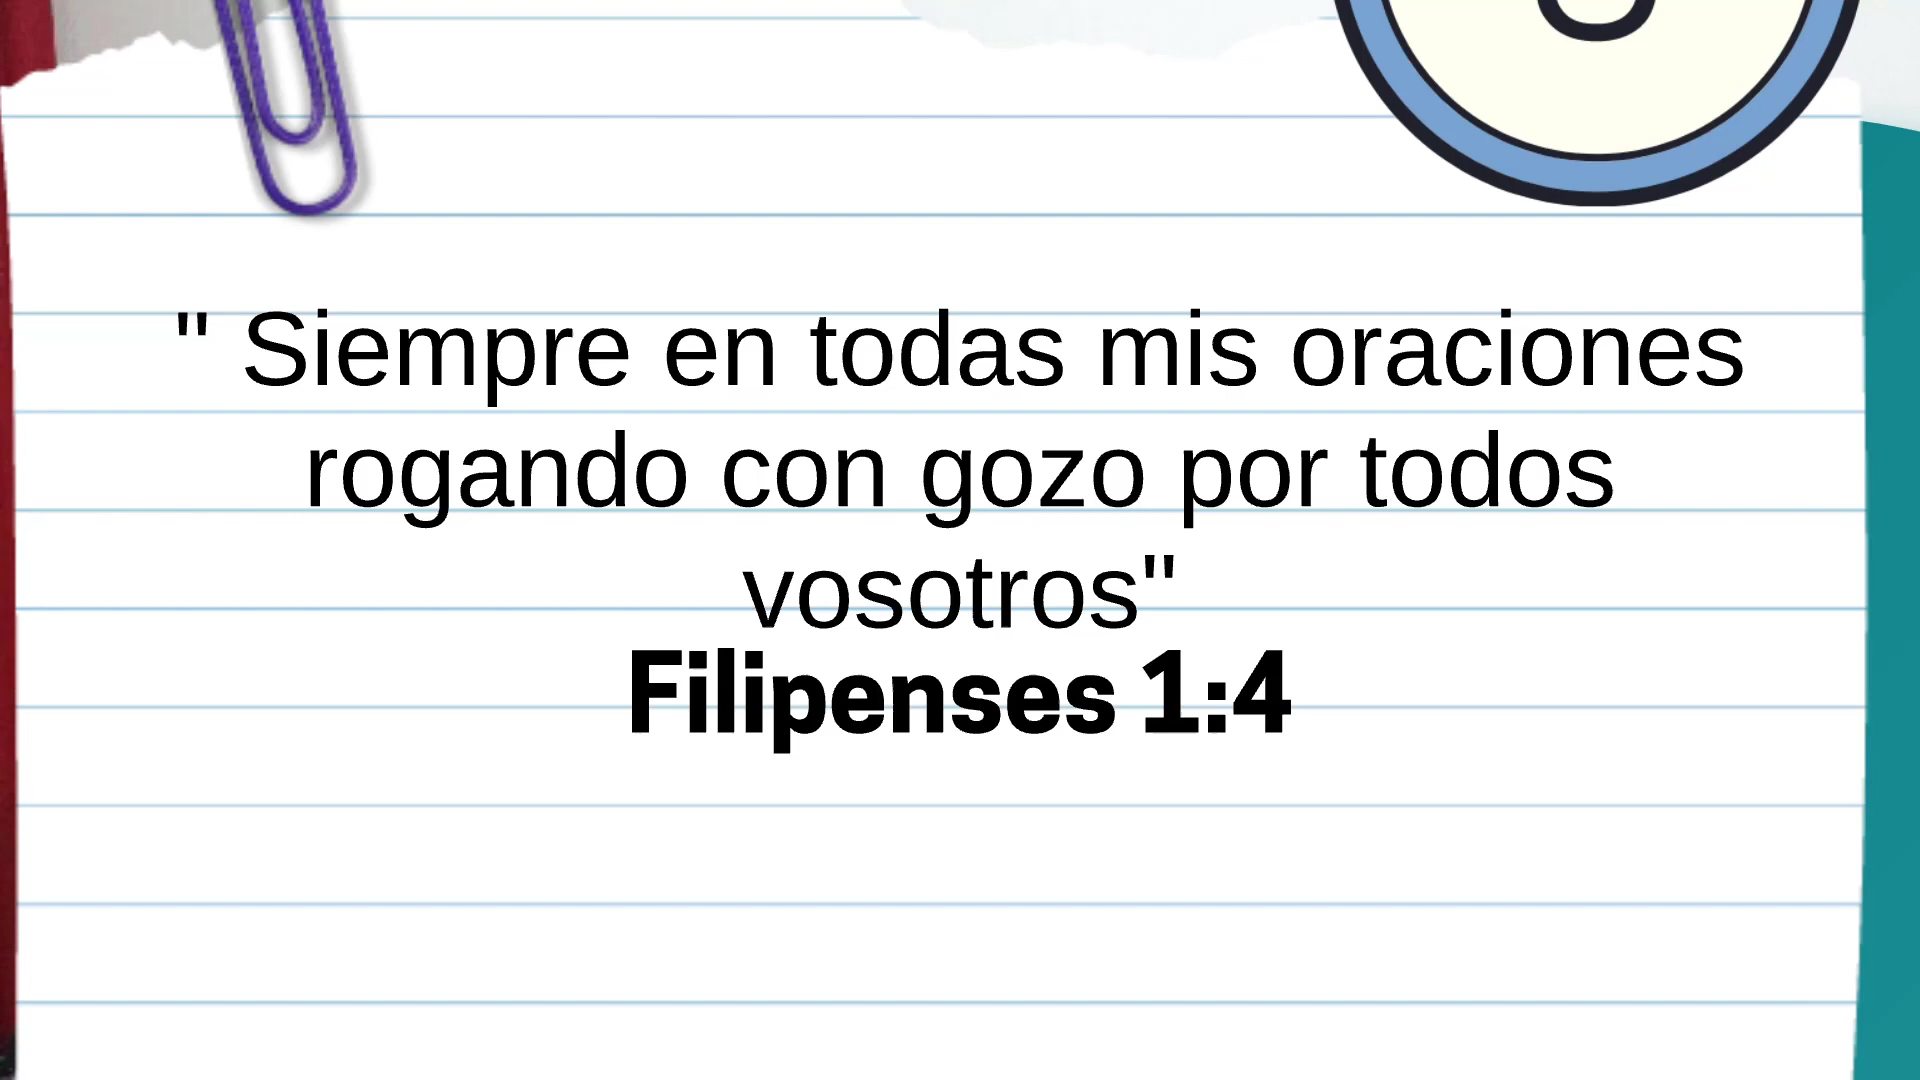 " Siempre en todas mis oraciones
rogando con gozo por todos
vosotros"
Filipenses 1:4